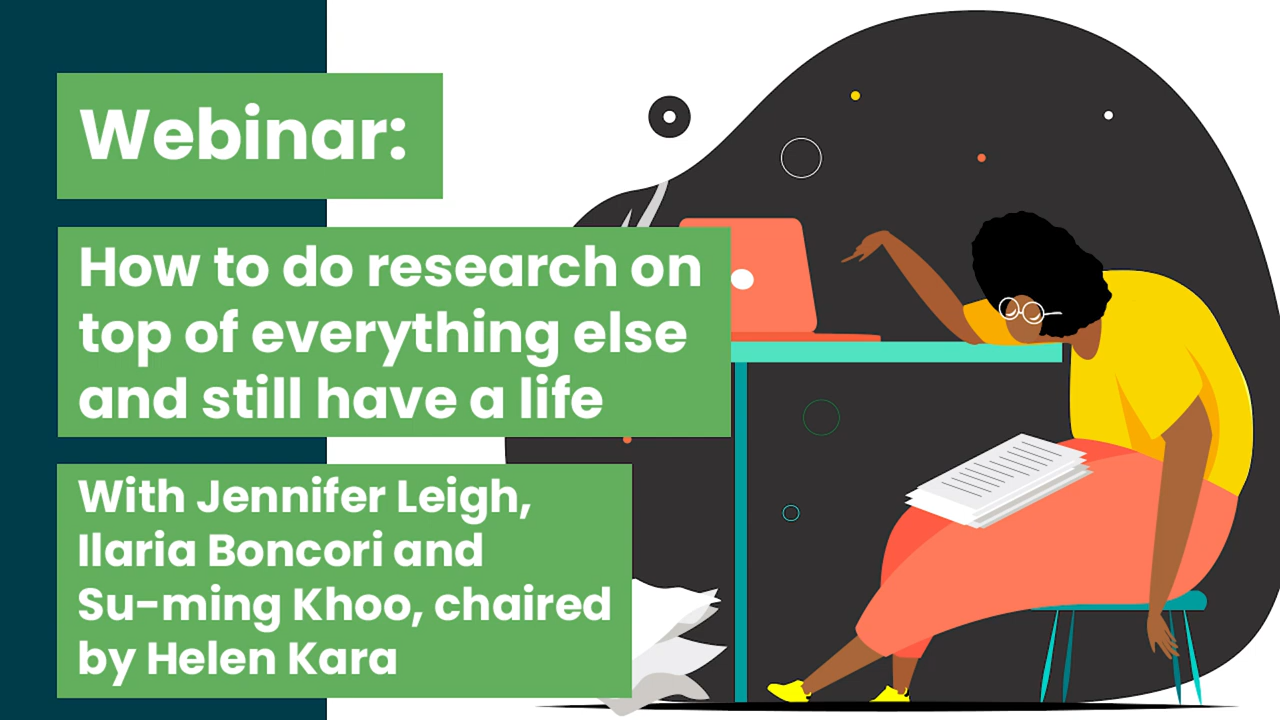 Webinar:
How to do research on
top of everything else
and still have a life
With Jennifer Leigh,
Ilaria Boncori and
Su-ming Khoo, chaired
by Helen Kara